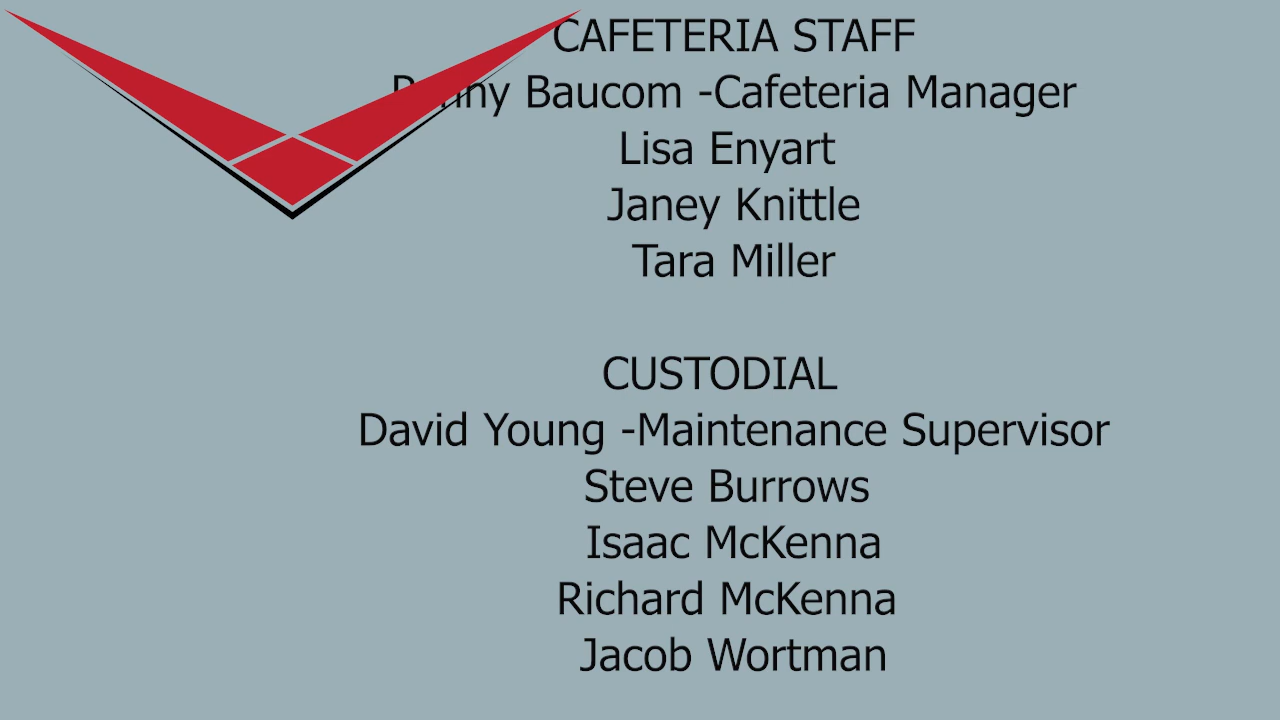 CAFETERIA STAFF
Baucom -Cafeteria Manager
Lisa Enyart
Janey Knittle
Tara Miller
CUSTODIAL
David Young -Maintenance Supervisor
Steve Burrows
Isaac McKenna
Richard McKenna
Jacob Wortman